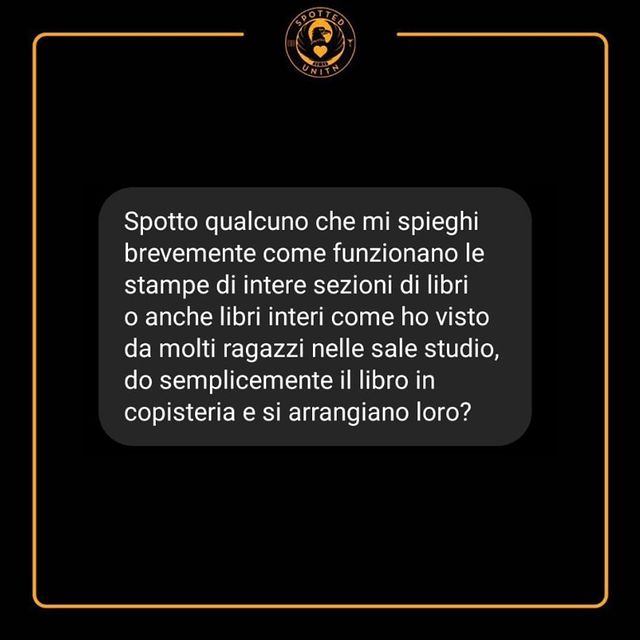 SPOTTED
UNITN
Spotto qualcuno che mi spieghi
brevemente come funzionano le
stampe di intere sezioni di libri
o anche libri interi come ho visto
da molti ragazzi nelle sale studio,
do semplicemente il libro in
copisteria e si arrangiano loro?